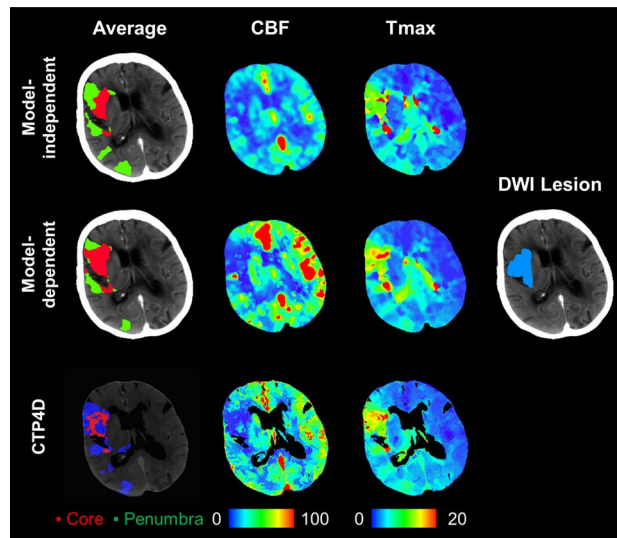 Average CBF Tmax
Model-
independent
DWI Lesion
Model-
dependent
CTP4D
Core Penumbra 0 100 0 20